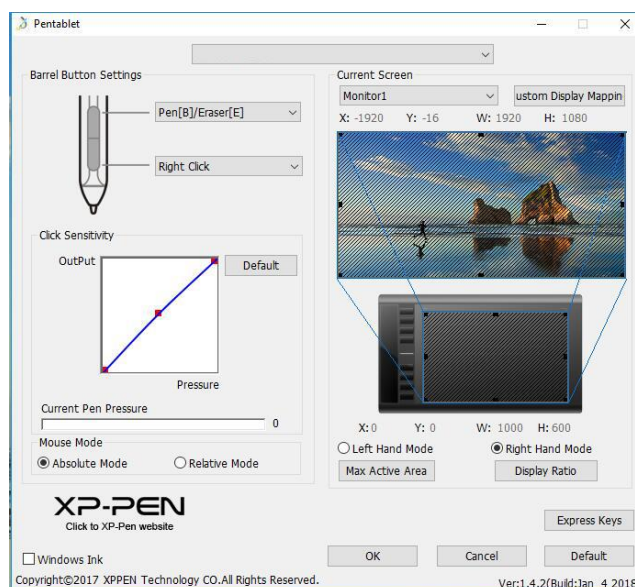 Pentablet
Barrel Button Settings
Pen[B]/Eraser[E]
Right Click
Click Sensitivity
OutPut
Default
Pressure
Current Pen Pressure
0
Mouse Mode
Absolute Mode
Relative Mode
XP-PEN
Click to XP-Pen website
Windows Ink
Copyright©2017 XPPEN Technology CO.All Rights Reserved.
Current Screen
Monitor1
ustom Display Mappin
X: -1920 Y: -16 W: 1920 H: 1080
X: 0 Y: 0 W: 1000 H: 600
Left Hand Mode
Right Hand Mode
Max Active Area
Display Ratio
Express Keys
OK
Cancel
Default
Ver:1.4.2(Build:Jan 4 2018